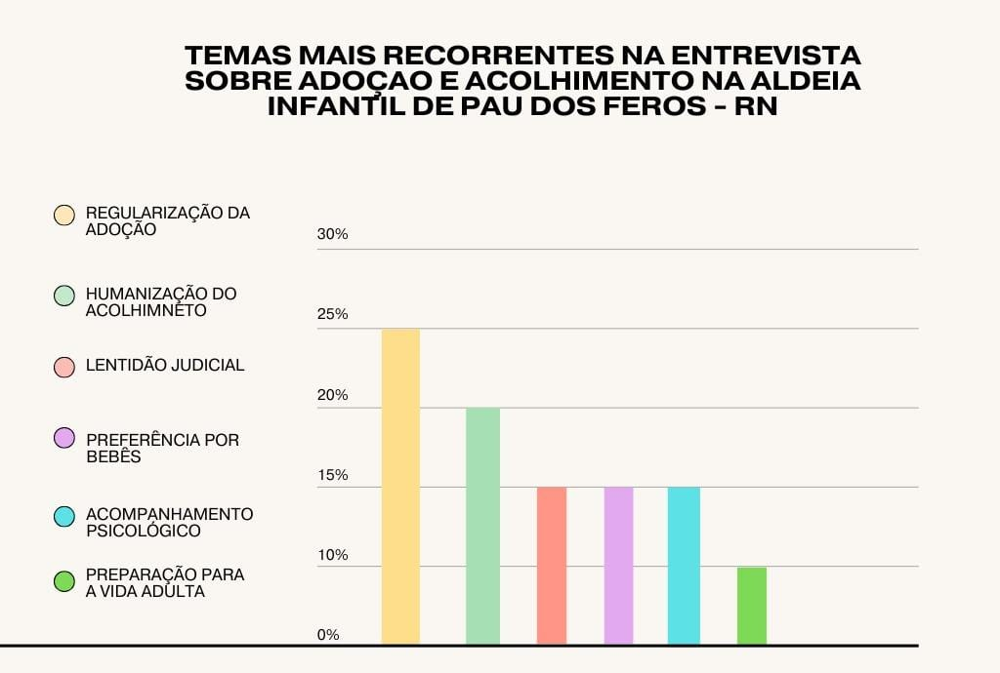 TEMAS MAIS RECORRENTES NA ENTREVISTA
SOBRE ADOÇAO E ACOLHIMENTO NA ALDEIA
INFANTIL DE PAU DOS FEROS - RN
REGULARIZAÇÃO DA
ADOÇÃO
HUMANIZAÇÃO DO
ACOLHIMNETO
LENTIDÃO JUDICIAL
PREFERÊNCIA POR
BEBÊS
ACOMPANHAMENTO
PSICOLÓGICO
PREPARAÇÃO PARA
A VIDA ADULTA
30%
25%
20%
15%
10%
0%